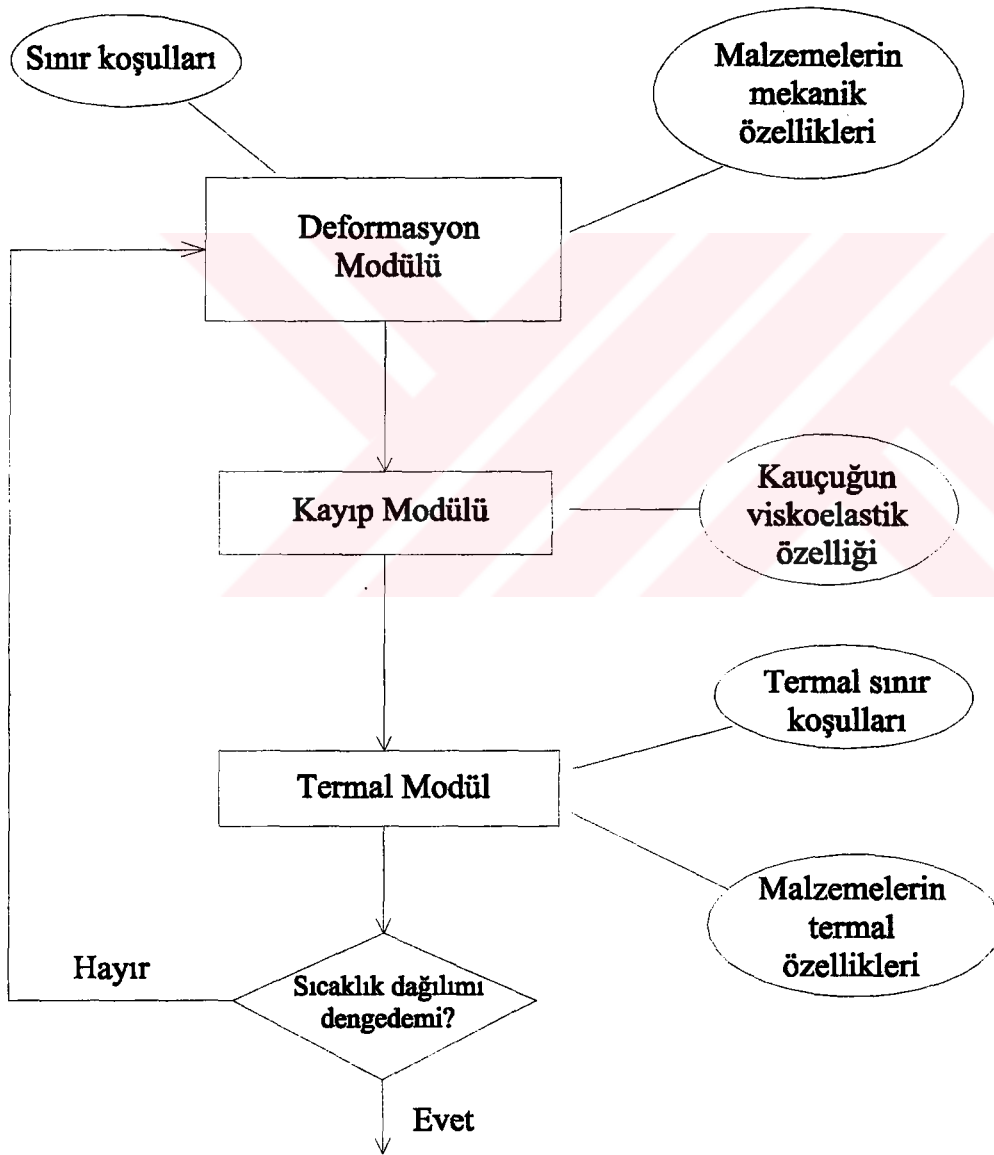 Sınır koşulları
Malzemelerin
mekanik
özellikleri
Deformasyon
Modülü
Kayıp Modülü
Kauçuğun
viskoelastik
özelliği
Termal sınır
koşulları
Termal Modül
Malzemelerin
termal
özellikleri
Hayır
Sıcaklık dağılımı
dengedemi?
Evet